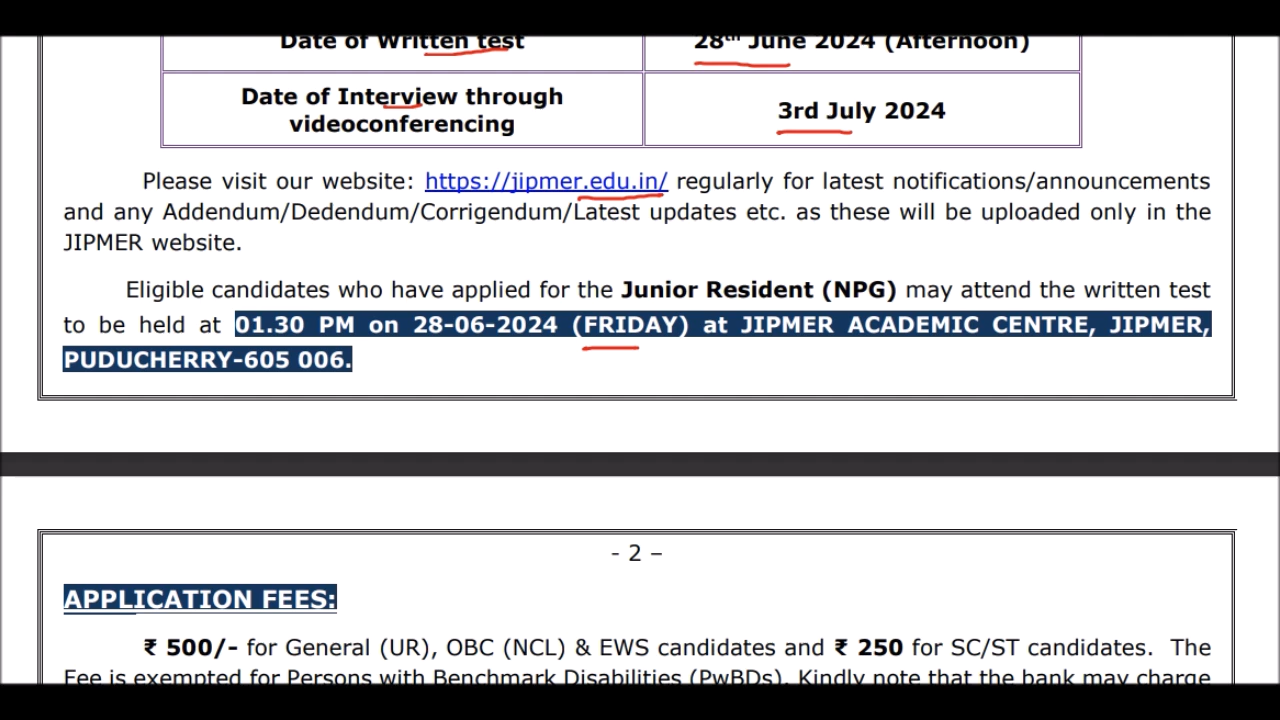 Date of Written test
28th June 2024 (Afternoon)
Date of Interview through
videoconferencing
3rd July 2024
Please visit our website: https://jipmer.edu.in/ regularly for latest notifications/announcements
and any Addendum/Dedendum/Corrigendum/Latest updates etc. as these will be uploaded only in the
JIPMER website.
Eligible candidates who have applied for the Junior Resident (NPG) may attend the written test
to be held at 01.30 PM on 28-06-2024 (FRIDAY) at JIPMER ACADEMIC CENTRE, JIPMER,
PUDUCHERRY-605 006.
- 2 –
APPLICATION FEES:
₹ 500/- for General (UR), OBC (NCL) & EWS candidates and ₹ 250 for SC/ST candidates. The
Fee is exempted for Persons with Benchmark Disabilities (PwBDs). Kindly note that the bank may charge